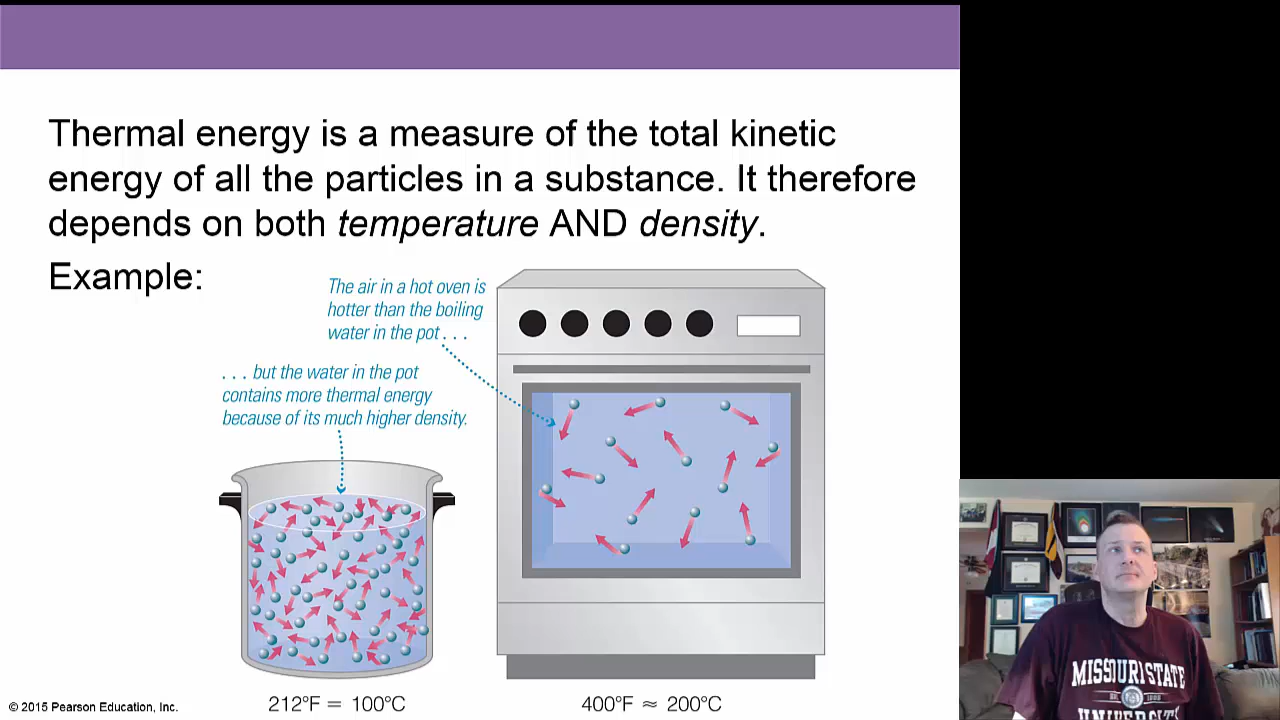 Thermal energy is a measure of the total kinetic
energy of all the particles in a substance. It therefore
depends on both temperature AND density.
Example:
The air in a hot oven is
hotter than the boiling
water in the pot . . .
. . . but the water in the pot
contains more thermal energy
because of its much higher density.
212°F = 100°C
400°F ≈ 200°C
© 2015 Pearson Education, Inc.
MISSOURI STATE
UNIVERSITY